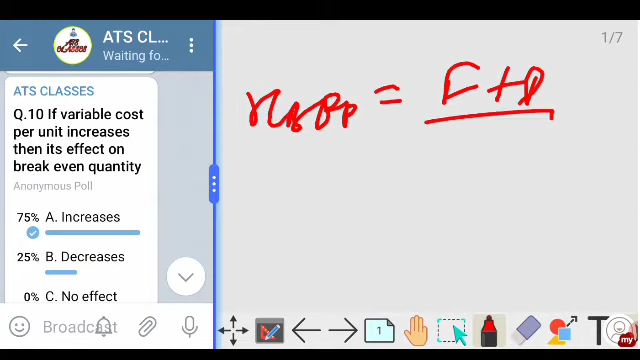 ATS CL...
Waiting fo...
1/7
ATS CLASSES
Q.10 If variable cost
per unit increases
then its effect on
break even quantity
Anonymous Poll
75% A. Increases
25% B. Decreases
0% C. No effect
Broadcast
= F+P
1
T
my